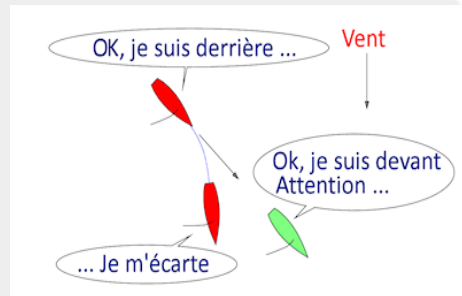 OK, je suis derrière ...
Vent
Ok, je suis devant
Attention ...
... Je m'écarte